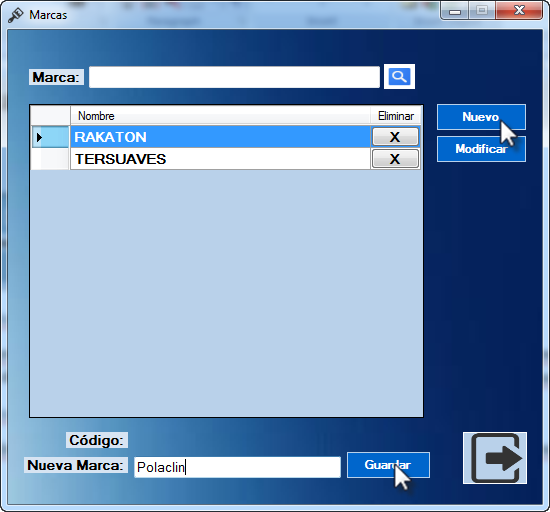 Marcas
Marca:
Nombre Eliminar
RAKATON X
TERSUAVES X
Nuevo
Modificar
Código:
Nueva Marca: Polaclin
Guardar